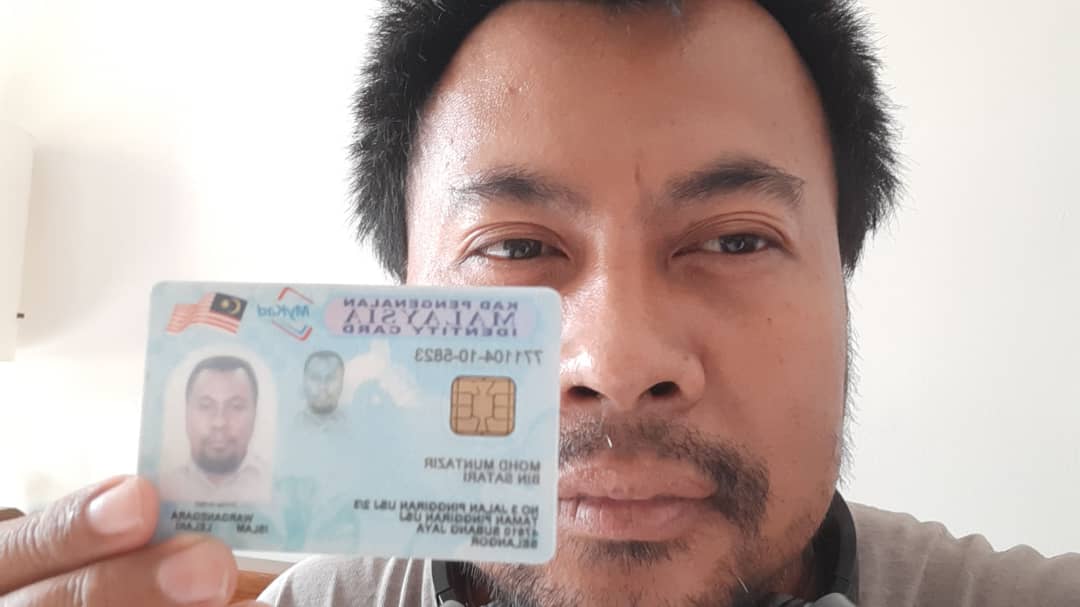 MyKad
KAD PENGENALAN
MALAYSIA
IDENTITY CARD
771104-10-5823
MOHD MUNTAZIR
BIN SATARI
NO 3 JALAN PINGGIRAN USJ 2/3
TAMAN PINGGIRAN USJ
47610 SUBANG JAYA
SELANGOR
WARGANEGARA
ISLAM LELAKI